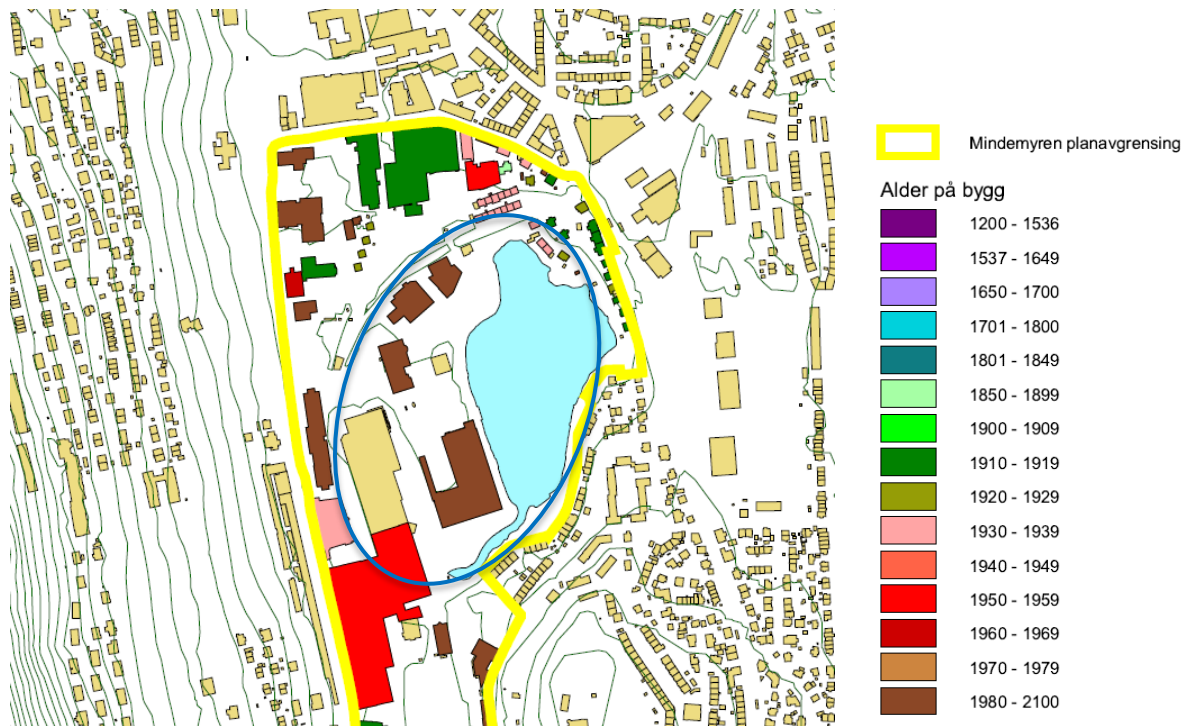 Mindemyren planavgrensing
Alder på bygg
1200 - 1536
1537 - 1649
1650 - 1700
1701 - 1800
1801 - 1849
1850 - 1899
1900 - 1909
1910 - 1919
1920 - 1929
1930 - 1939
1940 - 1949
1950 - 1959
1960 - 1969
1970 - 1979
1980 - 2100